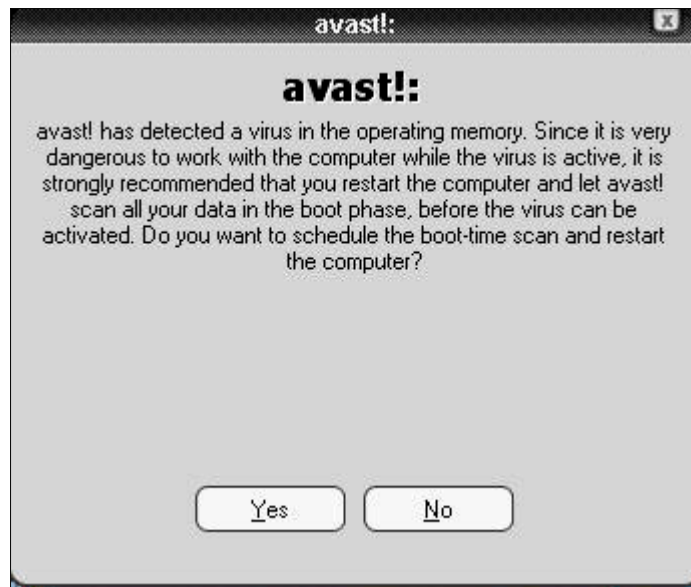 avast!:
x
avast!:
avast! has detected a virus in the operating memory. Since it is very
dangerous to work with the computer while the virus is active, it is
strongly recommended that you restart the computer and let avast!
scan all your data in the boot phase, before the virus can be
activated. Do you want to schedule the boot-time scan and restart
the computer?
Yes No